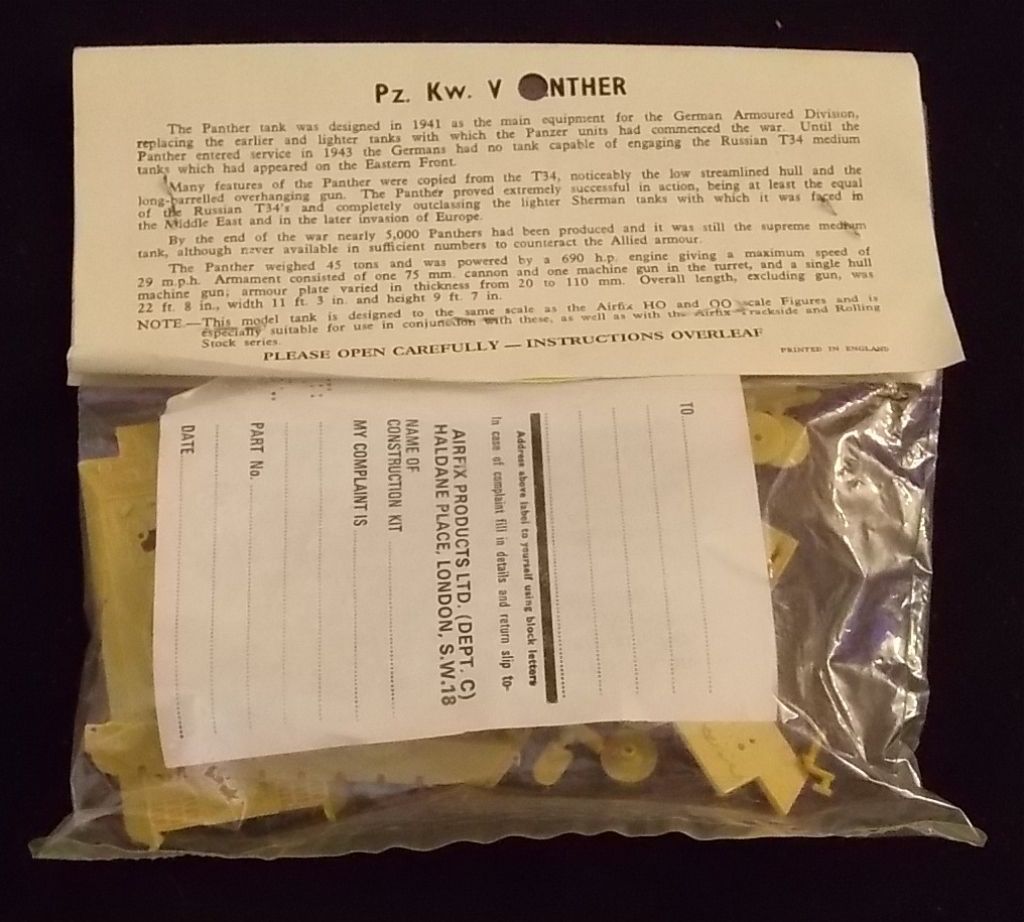 Pz. Kw. V NTHER
The Panther tank was designed in 1941 as the main equipment for the German Armoured Division,
replacing the earlier and lighter tanks with which the Panzer units had commenced the war. Until the
Panther entered service in 1943 the Germans had no tank capable of engaging the Russian T34 medium
tanks which had appeared on the Eastern Front.
Many features of the Panther were copied from the T34, noticeably the low streamlined hull and the
long-barrelled overhanging gun. The Panther proved extremely successful in action, being at least the equal
of the Russian T34's and completely outclassing the lighter Sherman tanks with which it was faced in
the Middle East and in the later invasion of Europe.
By the end of the war nearly 5,000 Panthers had been produced and it was still the supreme medium
tank, although never available in sufficient numbers to counteract the Allied armour.
The Panther weighed 45 tons and was powered by a 690 h.p. engine giving a maximum speed of
29 m.p.h. Armament consisted of one 75 mm. cannon and one machine gun in the turret, and a single hull
machine gun; armour plate varied in thickness from 20 to 110 mm. Overall length, excluding gun, was
22 ft. 8 in., width 11 ft. 3 in. and height 9 ft. 7 in.
NOTE.—This model tank is designed to the same scale as the Airfix HO and OO scale Figures and is
especially suitable for use in conjunction with these, as well as with the Airfix Trackside and Rolling
Stock series.
PLEASE OPEN CAREFULLY — INSTRUCTIONS OVERLEAF
PRINTED IN ENGLAND
TO
Address above label to yourself using block letters
In case of complaint fill in details and return slip to-
AIRFIX PRODUCTS LTD. (DEPT. C)
HALDANE PLACE, LONDON, S.W.18
NAME OF
CONSTRUCTION KIT
MY COMPLAINT IS
PART No.
DATE